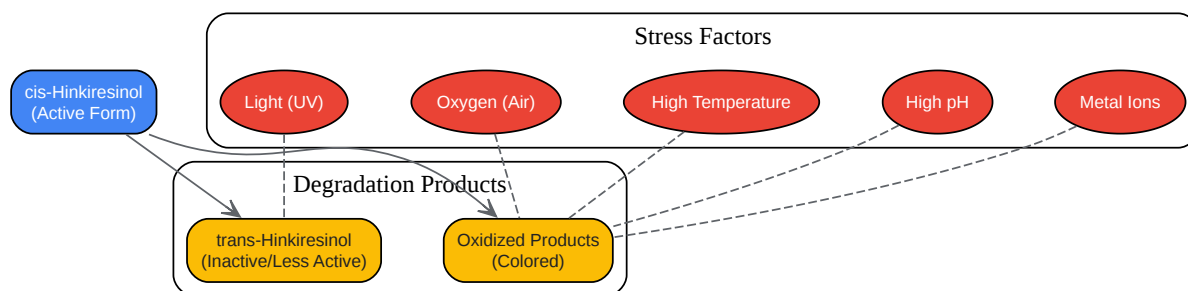 Stress Factors
cis-Hinkiresinol
(Active Form)
Light (UV)
Oxygen (Air)
High Temperature
High pH
Metal Ions
Degradation Products
trans-Hinkiresinol
(Inactive/Less Active)
Oxidized Products
(Colored)